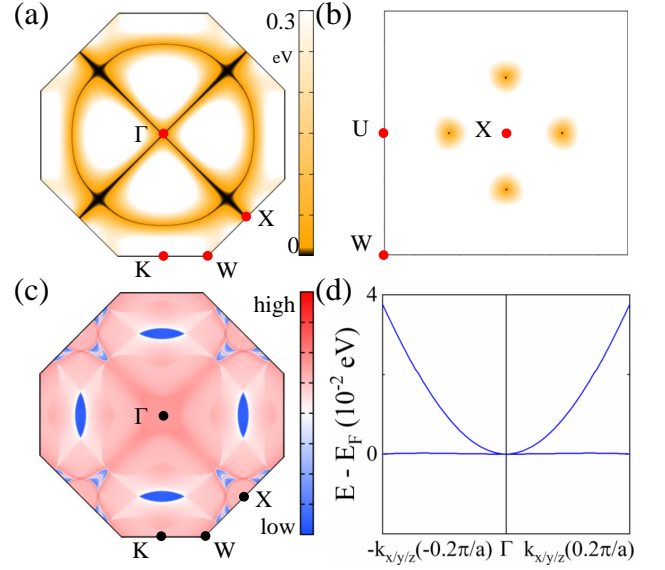 (a)
0.3
eV
0
Γ
X
K
W
(b)
U
X
W
(c)
high
low
Γ
X
K
W
(d)
E - E_F (10^-2 eV)
4
0
-k_x/y/z(-0.2π/a) Γ k_x/y/z(0.2π/a)